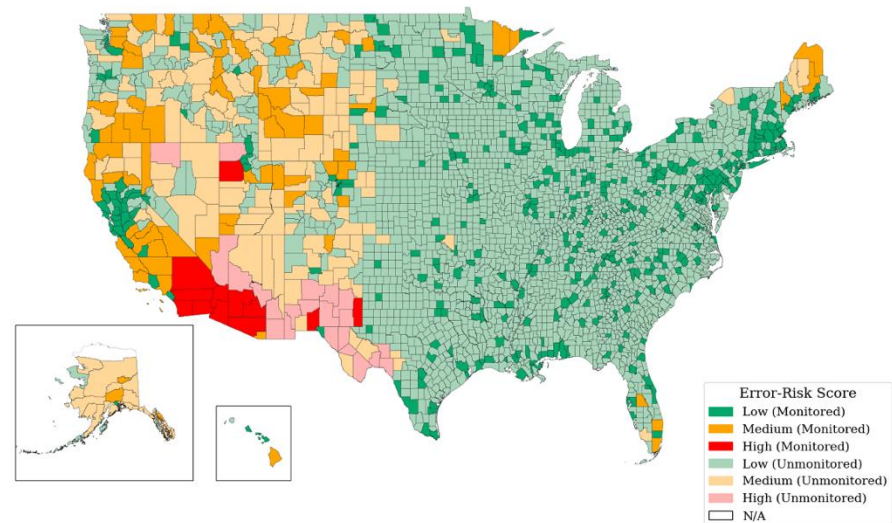 Error-Risk Score
Low (Monitored)
Medium (Monitored)
High (Monitored)
Low (Unmonitored)
Medium (Unmonitored)
High (Unmonitored)
N/A